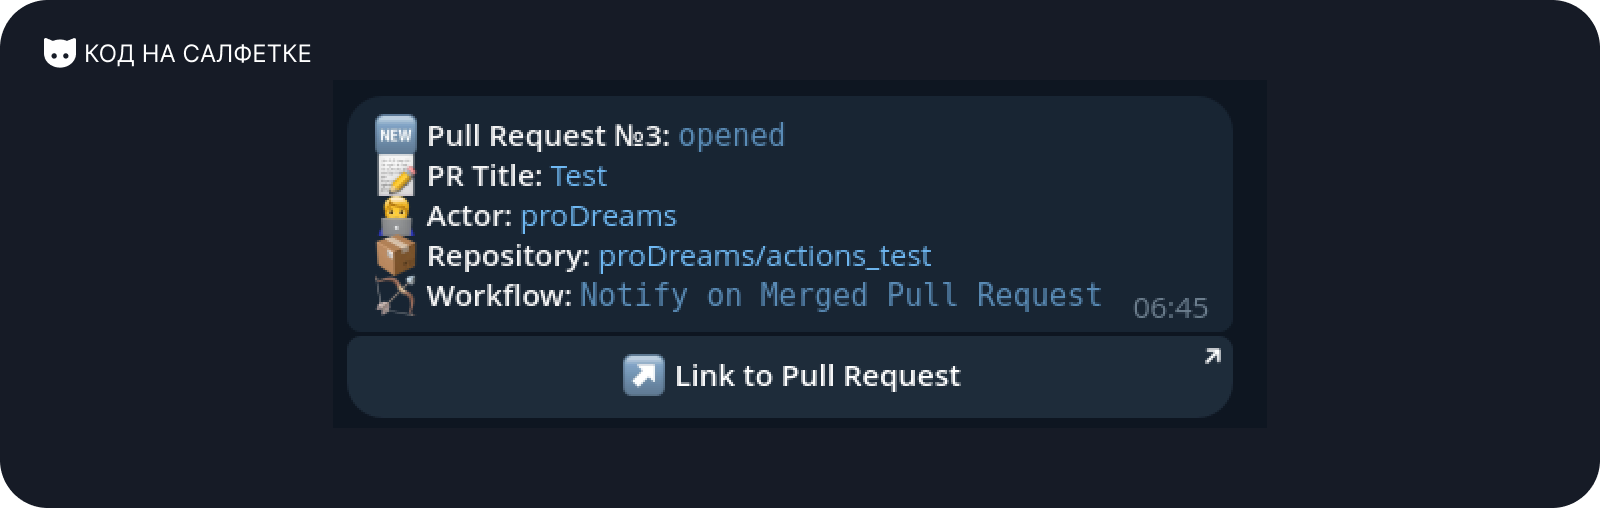 КОД НА САЛФЕТКЕ
NEW Pull Request №3: opened
PR Title: Test
Actor: proDreams
Repository: proDreams/actions_test
Workflow: Notify on Merged Pull Request
06:45
Link to Pull Request